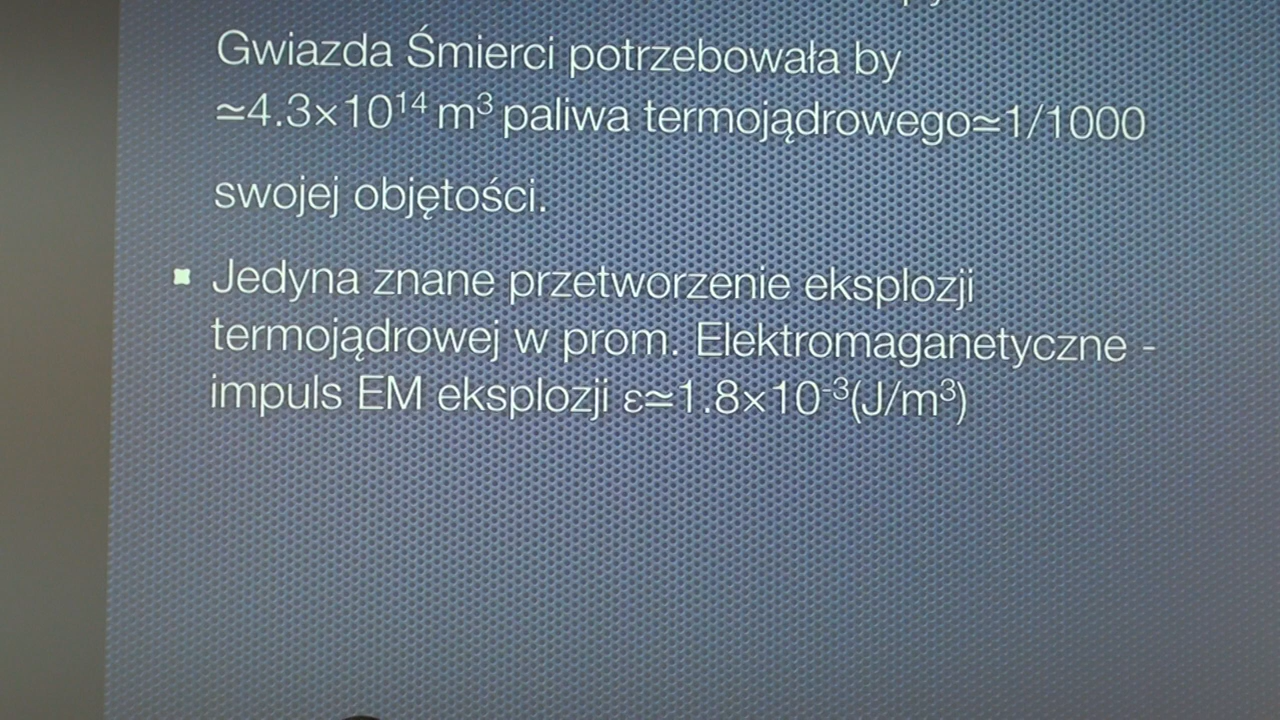 Gwiazda Śmierci potrzebowała by
≃4.3×10¹⁴ m³ paliwa termojądrowego≃1/1000
swojej objętości.
Jedyna znane przetworzenie eksplozji
termojądrowej w prom. Elektromaganetyczne -
impuls EM eksplozji ε≃1.8×10⁻³(J/m³)